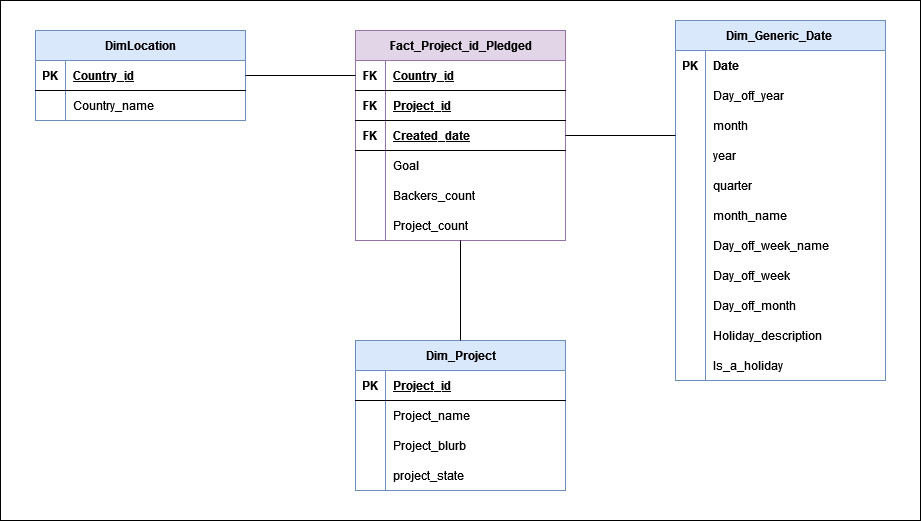 DimLocation
PK Country_id
Country_name
Fact_Project_id_Pledged
FK Country_id
FK Project_id
FK Created_date
Goal
Backers_count
Project_count
Dim_Generic_Date
PK Date
Day_off_year
month
year
quarter
month_name
Day_off_week_name
Day_off_week
Day_off_month
Holiday_description
Is_a_holiday
Dim_Project
PK Project_id
Project_name
Project_blurb
project_state